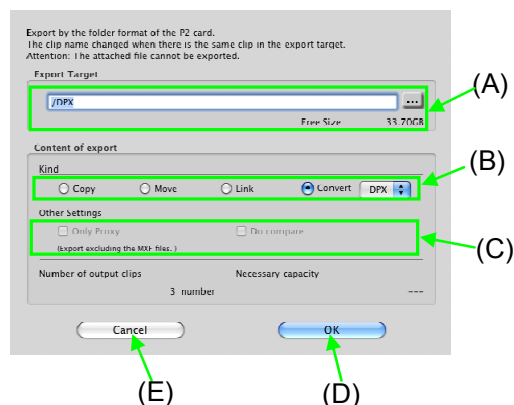 Export by the folder format of the P2 card.
The clip name changed when there is the same clip in the export target.
Attention: The attached file cannot be exported.
Export Target
/DPX ...
Free Size 33.70GB
(A)
Content of export
Kind
Copy Move Link Convert DPX
(B)
Other Settings
Only Proxy Do compare
(Export excluding the MXF files. )
(C)
Number of output clips Necessary capacity
3 number ---
Cancel OK
(E) (D)